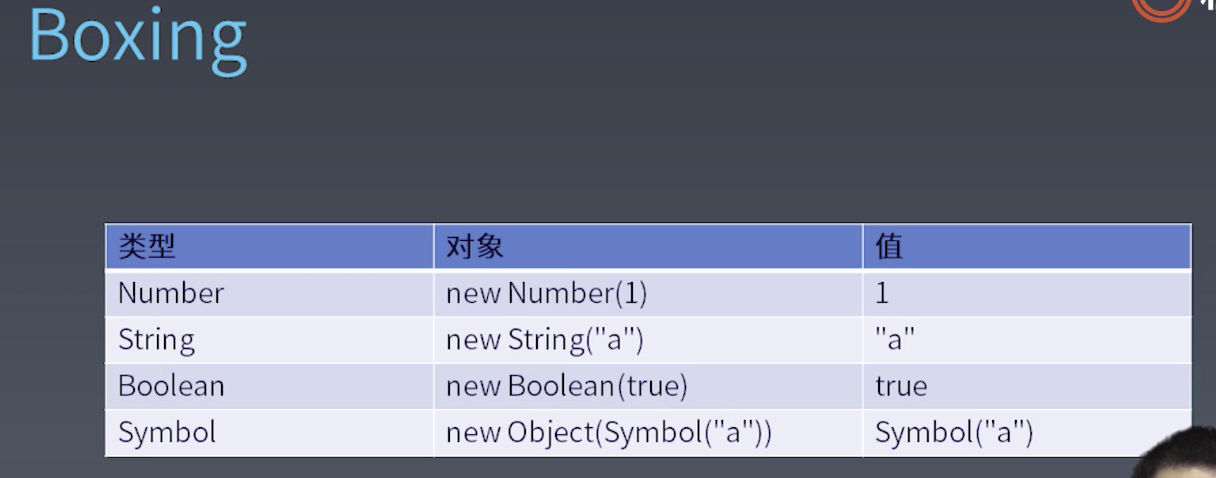 Boxing
类型 对象 值
Number new Number(1) 1
String new String("a") "a"
Boolean new Boolean(true) true
Symbol new Object(Symbol("a")) Symbol("a")